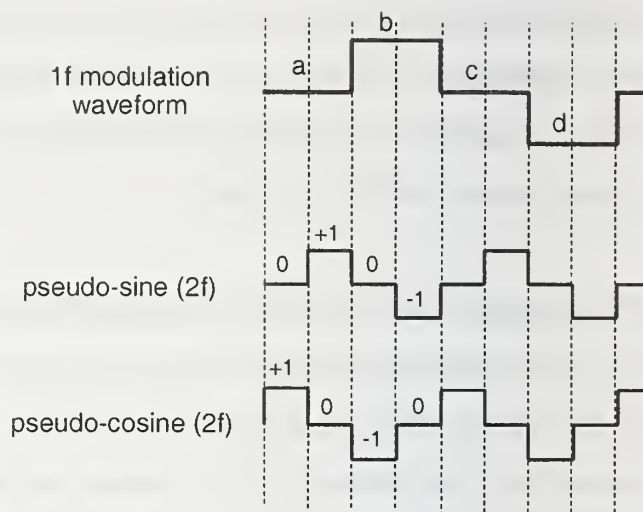 b
a
1f modulation
waveform
c
d
+1
0
0
pseudo-sine (2f)
-1
+1
0
0
pseudo-cosine (2f)
-1